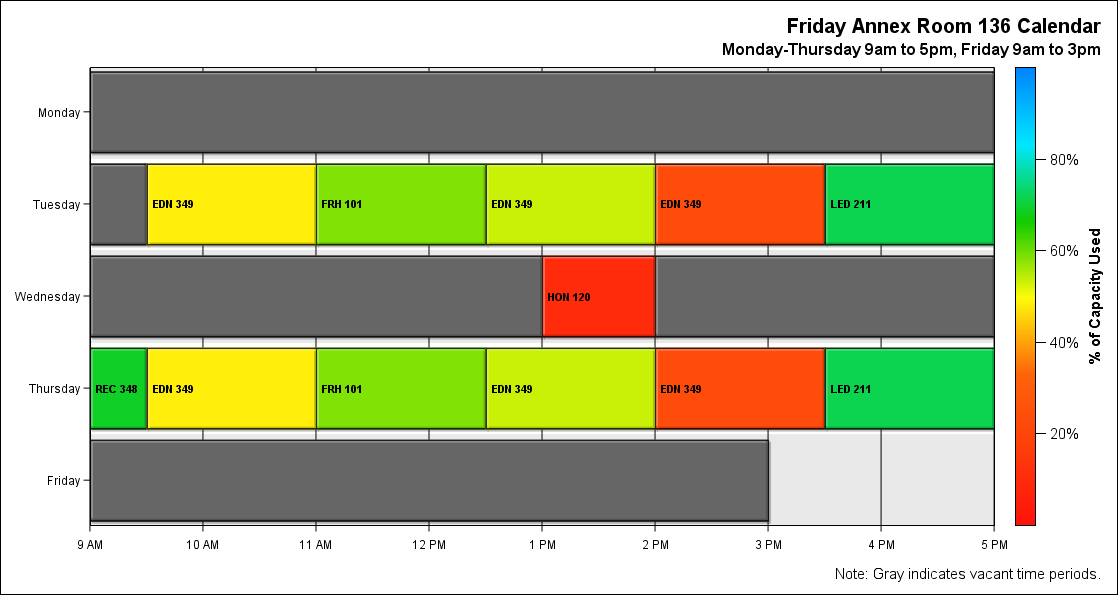 Friday Annex Room 136 Calendar
Monday-Thursday 9am to 5pm, Friday 9am to 3pm
Monday
Tuesday
EDN 349
FRH 101
EDN 349
EDN 349
LED 211
Wednesday
HON 120
Thursday
REC 348
EDN 349
FRH 101
EDN 349
EDN 349
LED 211
Friday
9 AM
10 AM
11 AM
12 PM
1 PM
2 PM
3 PM
4 PM
5 PM
80%
60%
40%
20%
% of Capacity Used
Note: Gray indicates vacant time periods.